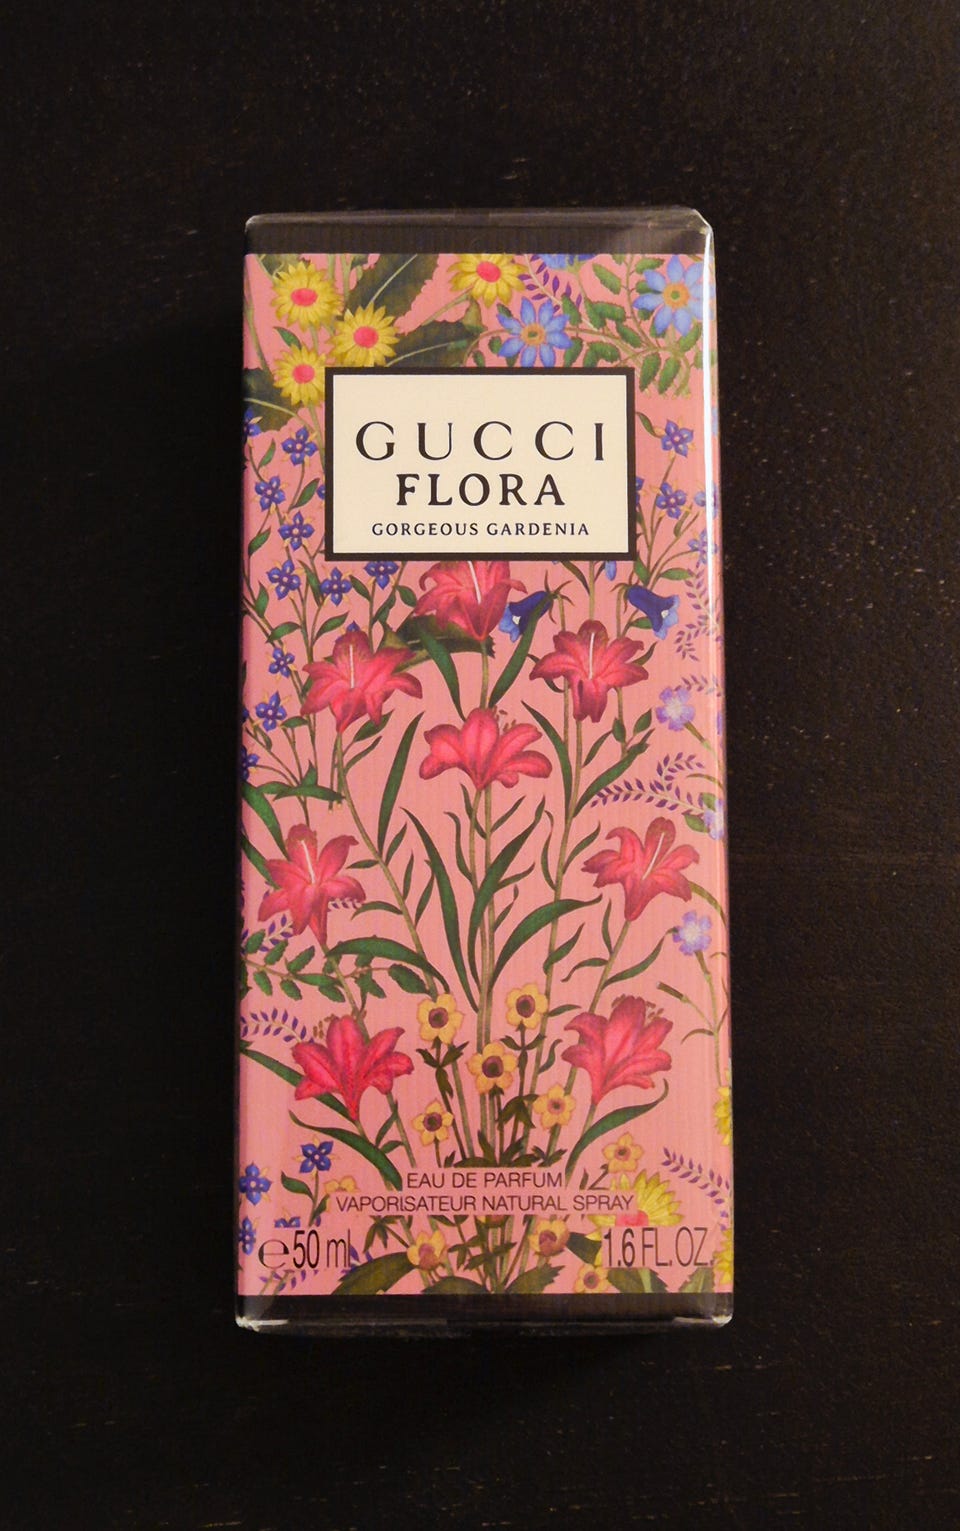 GUCCI
FLORA
GORGEOUS GARDENIA
EAU DE PARFUM
VAPORISATEUR NATURAL SPRAY
℮50 ml 1.6 FL.OZ.